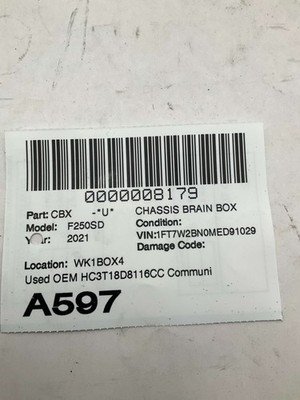 0000008179
Part: CBX -*U* CHASSIS BRAIN BOX
Model: F250SD Condition:
Year: 2021 VIN:1FT7W2BN0MED91029
Damage Code:
Location: WK1BOX4
Used OEM HC3T18D8116CC Communi
A597